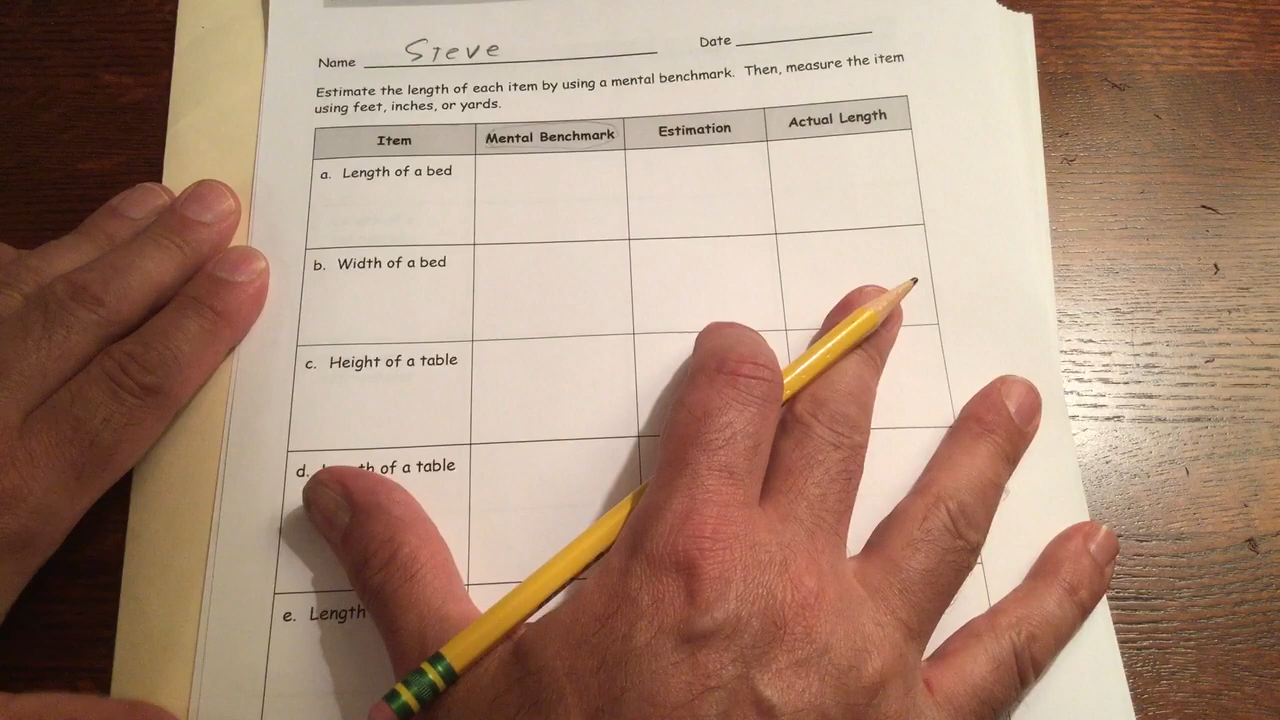 Name Steve Date
Estimate the length of each item by using a mental benchmark. Then, measure the item
using feet, inches, or yards.
Item Mental Benchmark Estimation Actual Length
a. Length of a bed
b. Width of a bed
c. Height of a table
d. of a table
e. Length